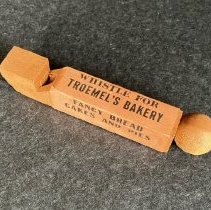 WHISTLE FOR
TROEMEL'S BAKERY
FANCY BREAD
CAKES AND PIES